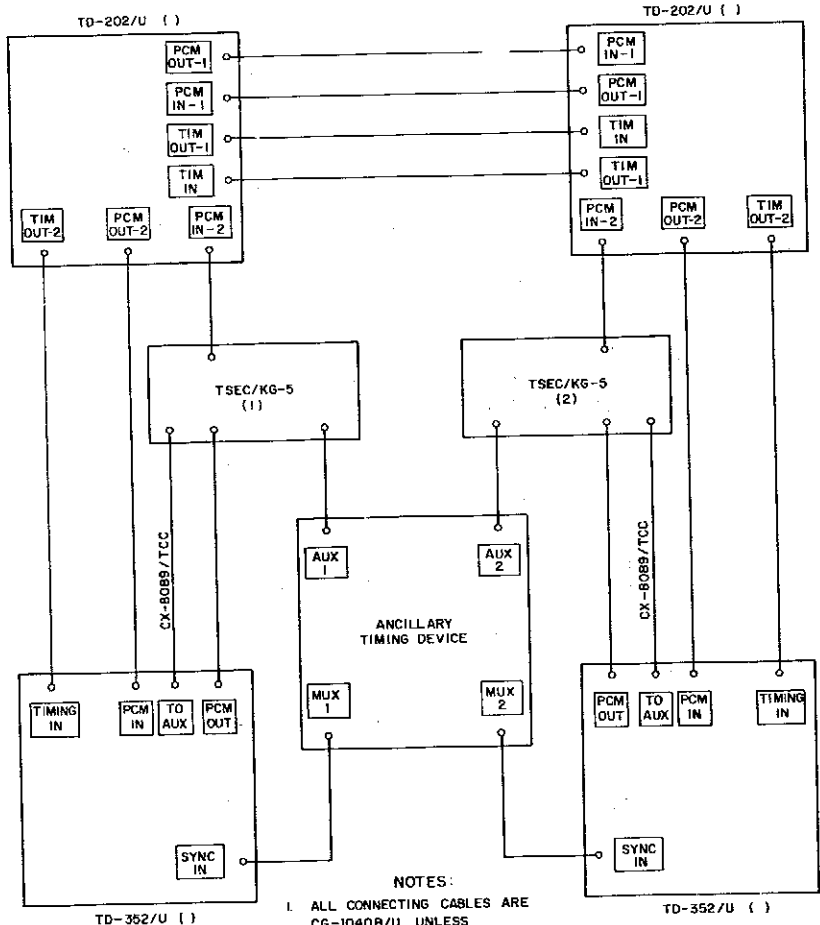 TD-202/U ( )
TD-202/U ( )
PCM
OUT-1
PCM
IN-1
TIM
OUT-1
TIM
IN
TIM
OUT-2
PCM
OUT-2
PCM
IN-2
PCM
IN-1
PCM
OUT-1
TIM
IN
TIM
OUT-1
PCM
IN-2
PCM
OUT-2
TIM
OUT-2
TSEC/KG-5
(1)
TSEC/KG-5
(2)
CX-8089/TCC
CX-8089/TCC
AUX
1
AUX
2
ANCILLARY
TIMING DEVICE
MUX
1
MUX
2
TIMING
IN
PCM
IN
TO
AUX
PCM
OUT
SYNC
IN
PCM
OUT
TO
AUX
PCM
IN
TIMING
IN
SYNC
IN
TD-352/U ( )
TD-352/U ( )
NOTES:
1. ALL CONNECTING CABLES ARE
CG-1040B/U UNLESS